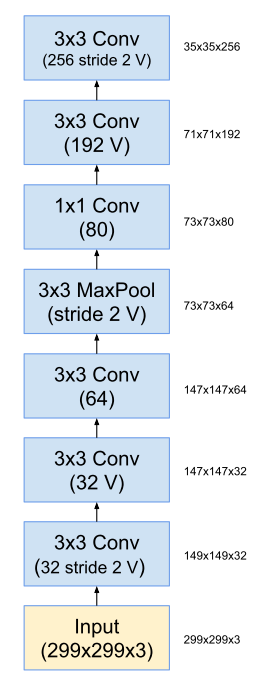 3x3 Conv
(256 stride 2 V)
35x35x256
3x3 Conv
(192 V)
71x71x192
1x1 Conv
(80)
73x73x80
3x3 MaxPool
(stride 2 V)
73x73x64
3x3 Conv
(64)
147x147x64
3x3 Conv
(32 V)
147x147x32
3x3 Conv
(32 stride 2 V)
149x149x32
Input
(299x299x3)
299x299x3